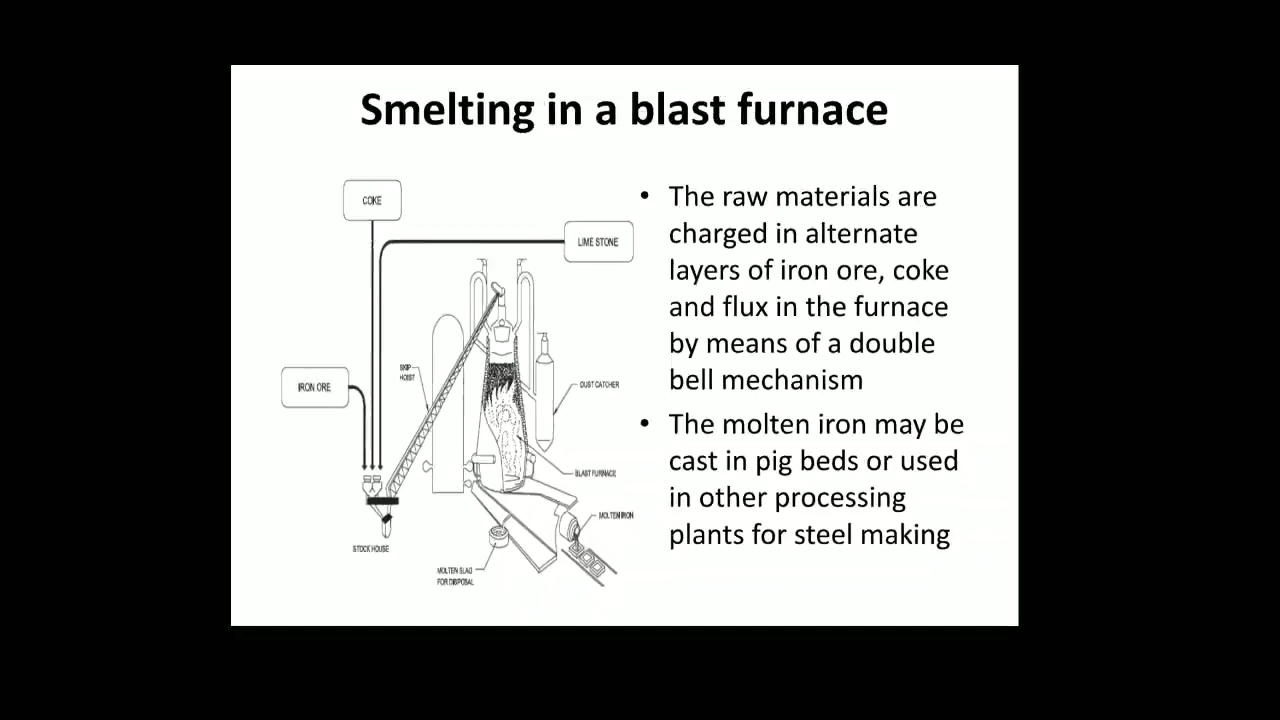 Smelting in a blast furnace
COKE
LIME STONE
IRON ORE
SKIP
HOIST
DUST CATCHER
BLAST FURNACE
MOLTEN IRON
STOCK HOUSE
MOLTEN SLAG
FOR DISPOSAL
• The raw materials are
charged in alternate
layers of iron ore, coke
and flux in the furnace
by means of a double
bell mechanism
• The molten iron may be
cast in pig beds or used
in other processing
plants for steel making